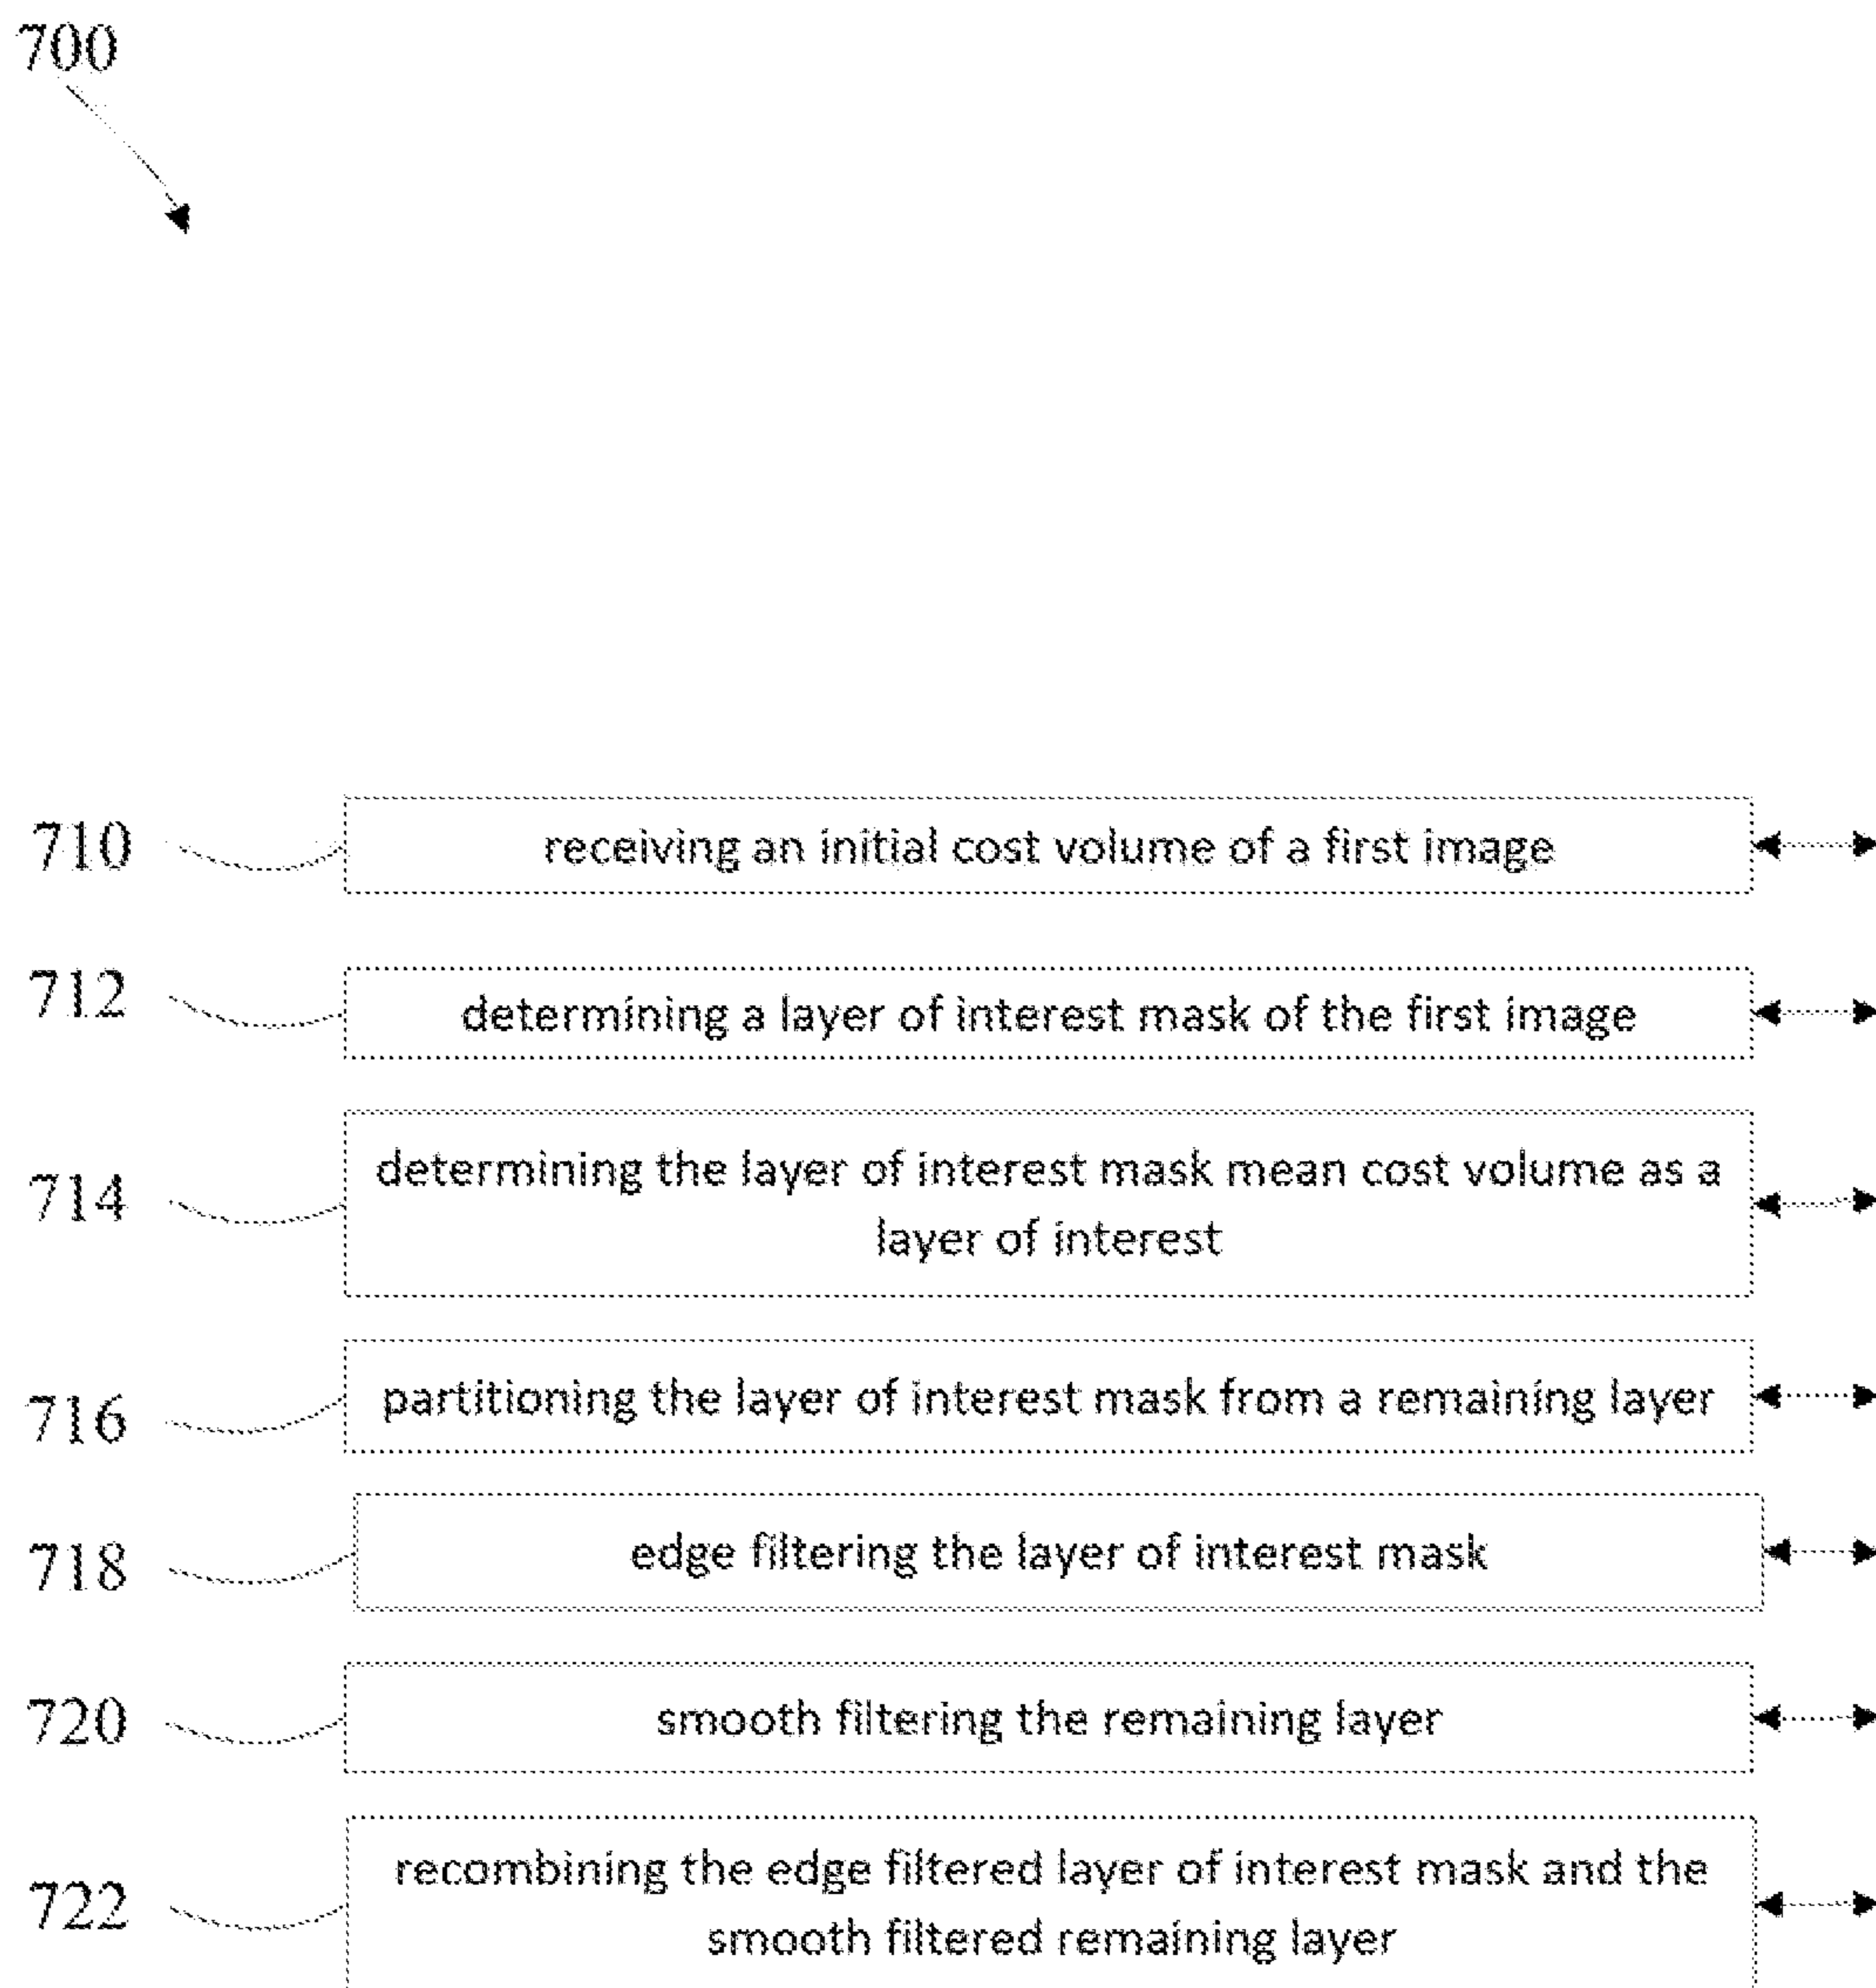 700
710
receiving an initial cost volume of a first image
712
determining a layer of interest mask of the first image
714
determining the layer of interest mask mean cost volume as a
layer of interest
716
partitioning the layer of interest mask from a remaining layer
718
edge filtering the layer of interest mask
720
smooth filtering the remaining layer
722
recombining the edge filtered layer of interest mask and the
smooth filtered remaining layer